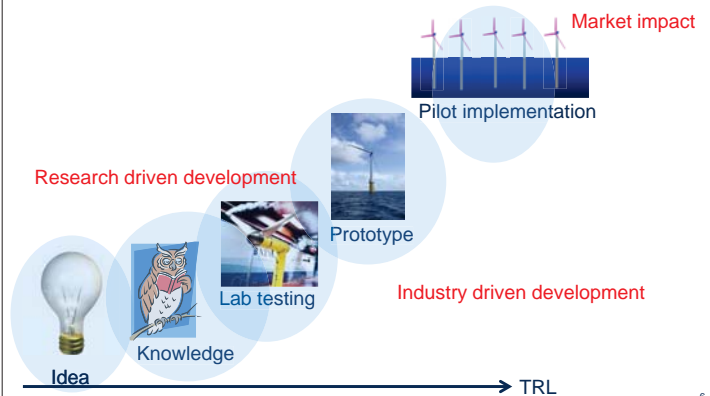 Market impact
Pilot implementation
Research driven development
Prototype
Lab testing
Industry driven development
Knowledge
Idea
TRL